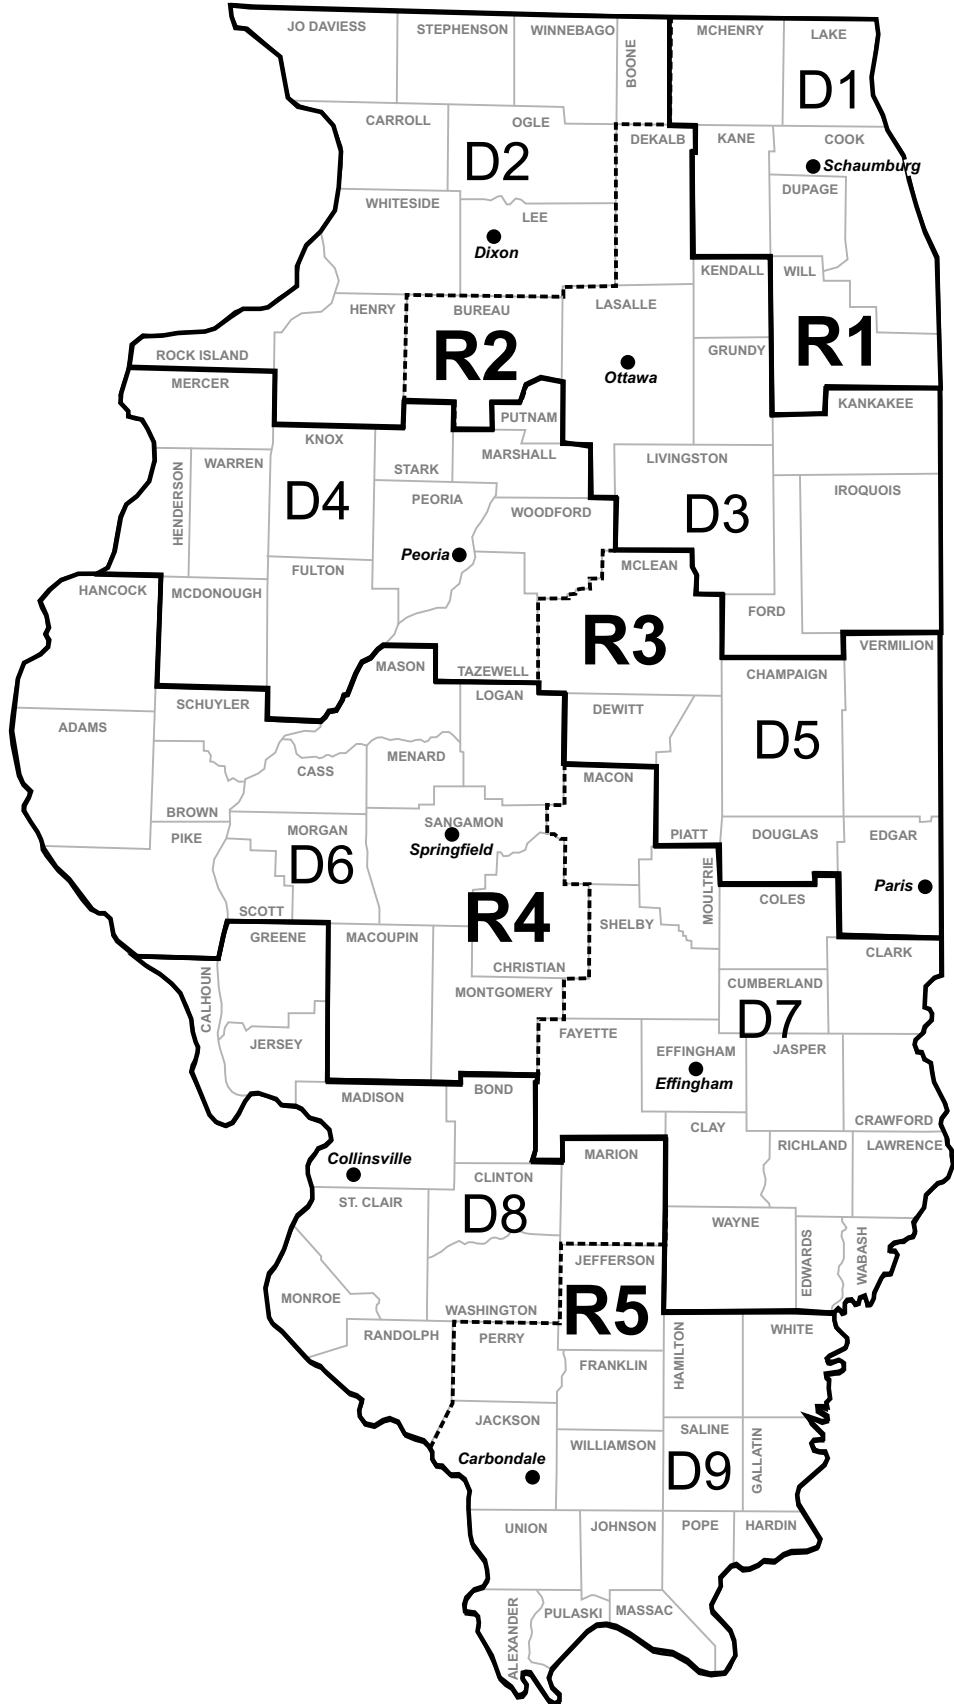 JO DAVIESS
STEPHENSON
WINNEBAGO
BOONE
MCHENRY
LAKE
D1
CARROLL
OGLE
D2
DEKALB
KANE
COOK
Schaumburg
DUPAGE
WHITESIDE
LEE
Dixon
KENDALL
WILL
HENRY
BUREAU
LASALLE
R2
R1
ROCK ISLAND
GRUNDY
Ottawa
MERCER
KANKAKEE
PUTNAM
KNOX
MARSHALL
WARREN
STARK
LIVINGSTON
HENDERSON
D4
PEORIA
IROQUOIS
WOODFORD
D3
Peoria
FULTON
MCLEAN
HANCOCK
MCDONOUGH
FORD
R3
VERMILION
MASON
TAZEWELL
CHAMPAIGN
SCHUYLER
LOGAN
DEWITT
ADAMS
D5
MENARD
CASS
MACON
BROWN
PIKE
MORGAN
SANGAMON
Springfield
PIATT
DOUGLAS
EDGAR
D6
MOULTRIE
Paris
SCOTT
R4
SHELBY
COLES
GREENE
MACOUPIN
CLARK
CHRISTIAN
CALHOUN
MONTGOMERY
CUMBERLAND
D7
JERSEY
FAYETTE
EFFINGHAM
JASPER
Effingham
MADISON
BOND
CRAWFORD
CLAY
RICHLAND
LAWRENCE
Collinsville
MARION
CLINTON
ST. CLAIR
D8
WAYNE
EDWARDS
WABASH
JEFFERSON
MONROE
WASHINGTON
R5
RANDOLPH
PERRY
HAMILTON
WHITE
FRANKLIN
JACKSON
SALINE
WILLIAMSON
GALLATIN
Carbondale
D9
UNION
JOHNSON
POPE
HARDIN
ALEXANDER
PULASKI
MASSAC